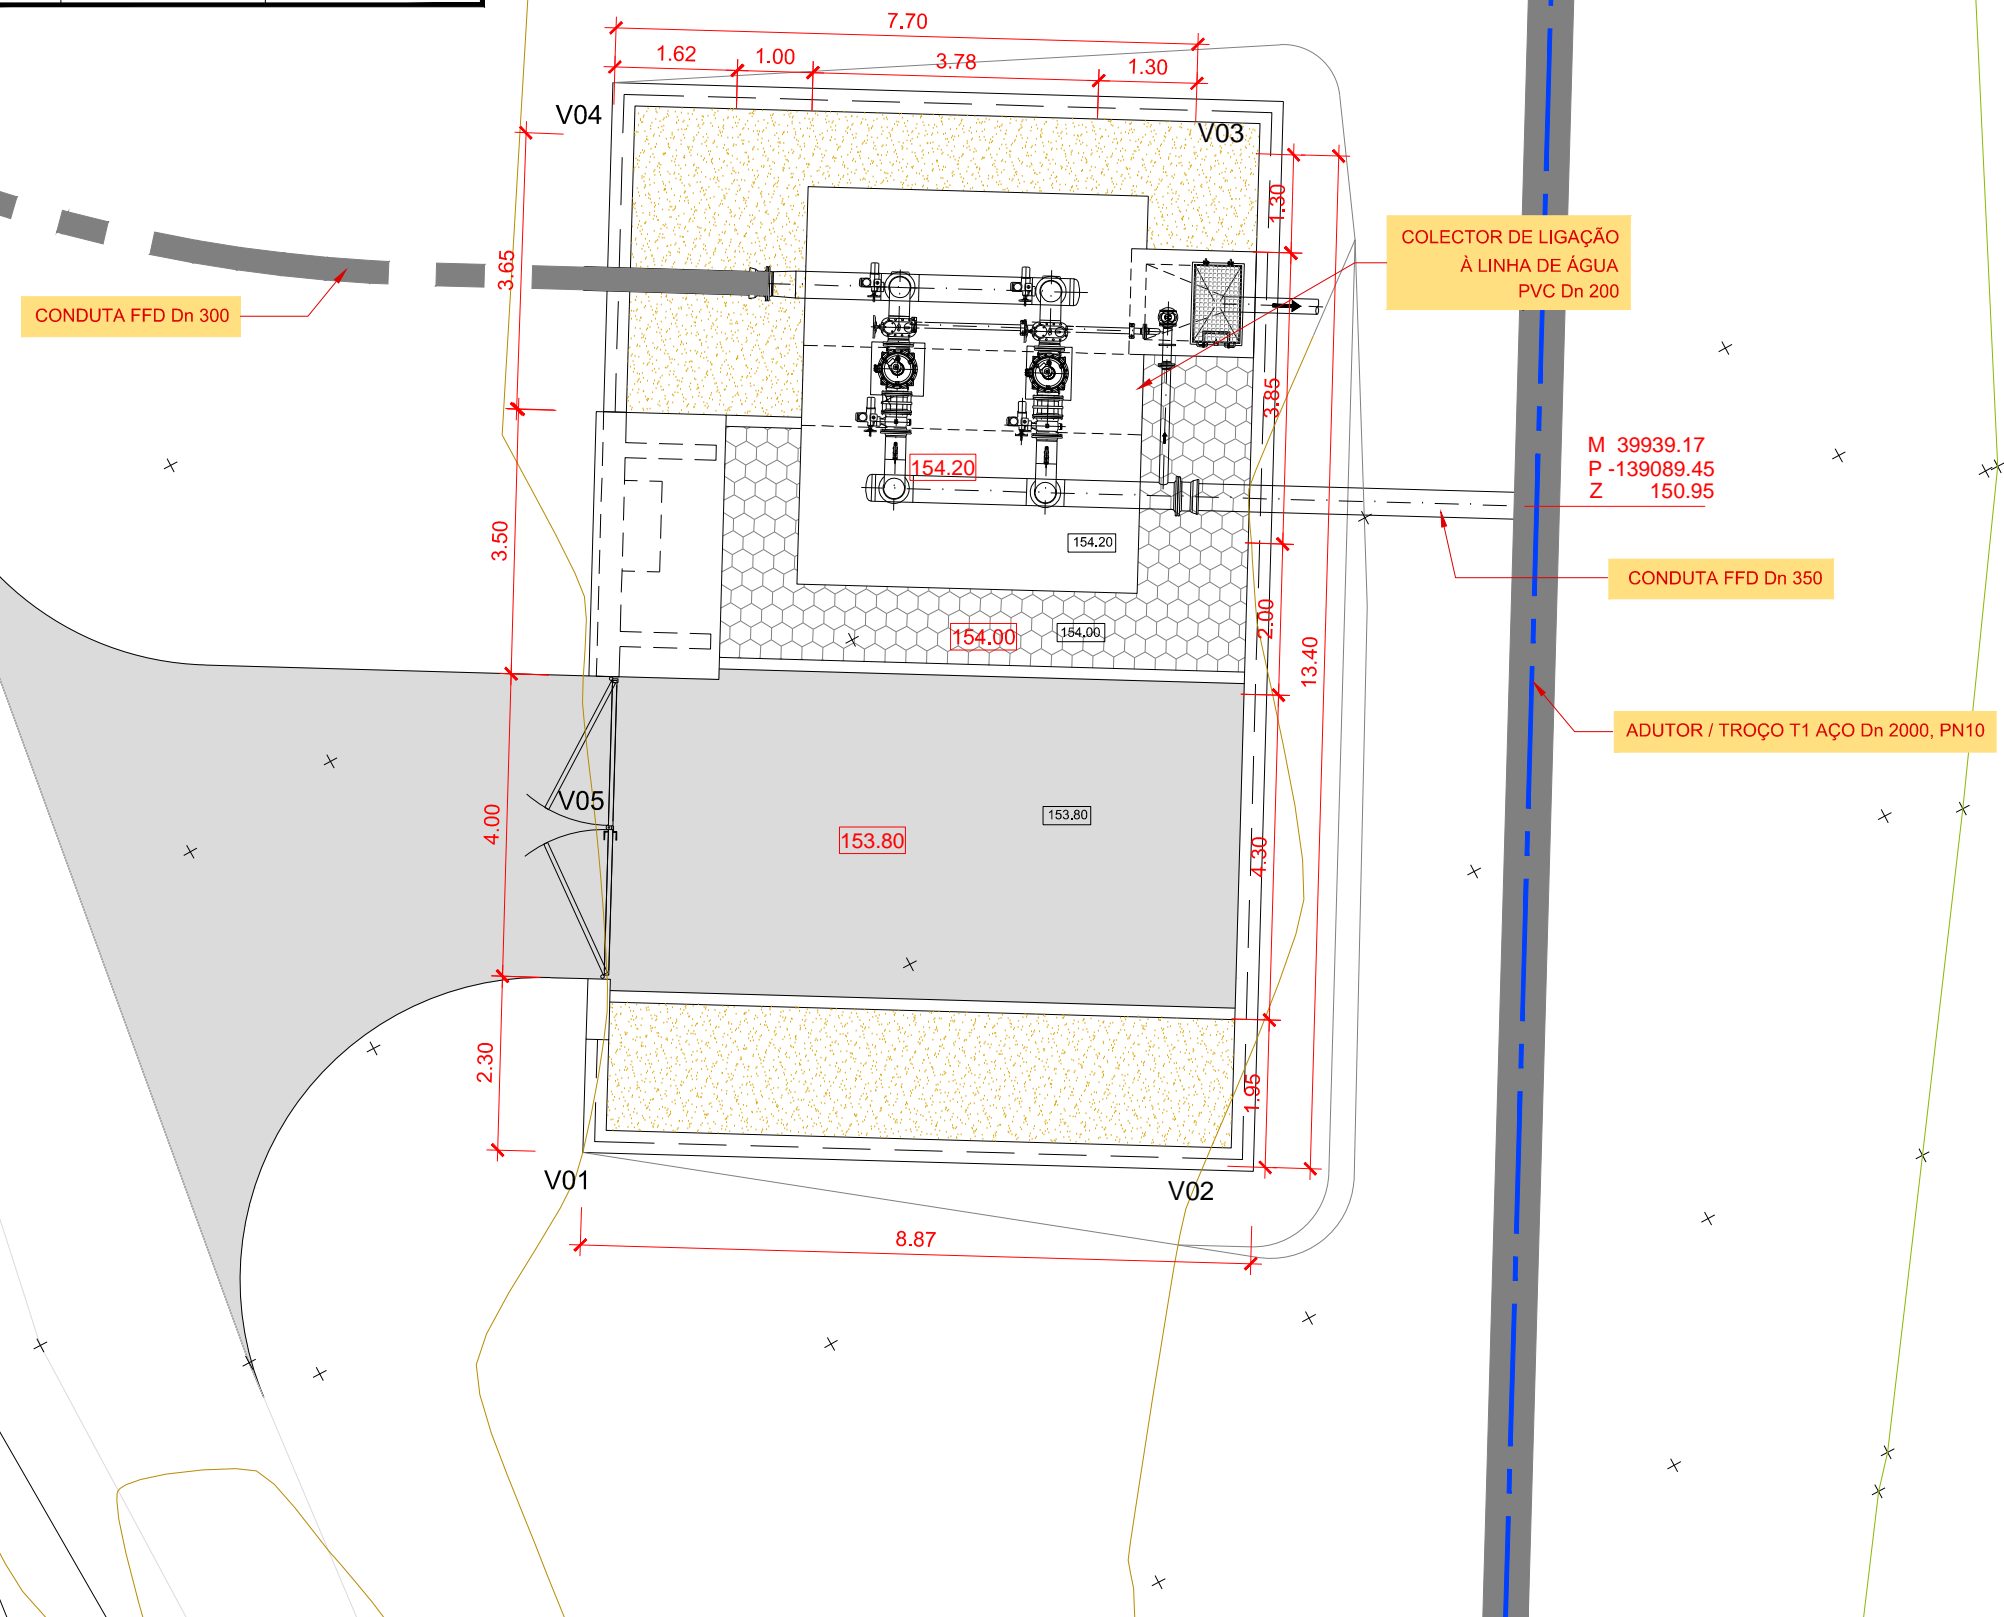 7.70
1.62
1.00
3.78
1.30
V04
V03
1.30
3.65
COLECTOR DE LIGAÇÃO
À LINHA DE ÁGUA
PVC Dn 200
CONDUTA FFD Dn 300
3.85
M 39939.17
P -139089.45
Z 150.95
154.20
3.50
154.20
CONDUTA FFD Dn 350
2.00
154.00
154.00
13.40
ADUTOR / TROÇO T1 AÇO Dn 2000, PN10
V05
4.00
153.80
153.80
4.30
2.30
1.95
V01
V02
8.87